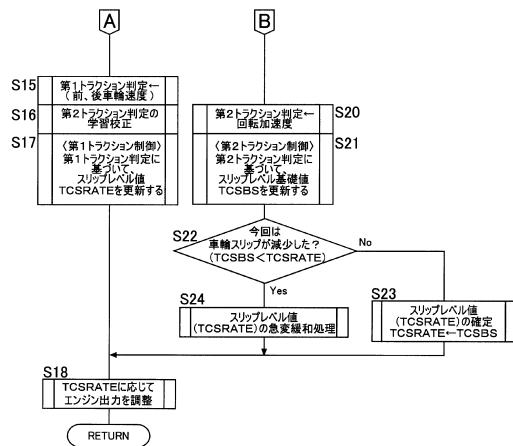 A
B
S15
第1トラクション判定←
(前、後車輪速度)
S16
第2トラクション判定の
学習校正
S17
〈第1トラクション制御〉
第1トラクション判定に
基づいて、
スリップレベル値
TCSRATEを更新する
第2トラクション判定←
回転加速度
S20
〈第2トラクション制御〉
第2トラクション判定に
基づいて、
スリップレベル基礎値
TCSBSを更新する
S21
S22
今回は
車輪スリップが減少した?
(TCSBS<TCSRATE)
No
Yes
S24
スリップレベル値
(TCSRATE)の急変緩和処理
S23
スリップレベル値
(TCSRATE)の確定
TCSRATE←TCSBS
S18
TCSRATEに応じて
エンジン出力を調整
RETURN